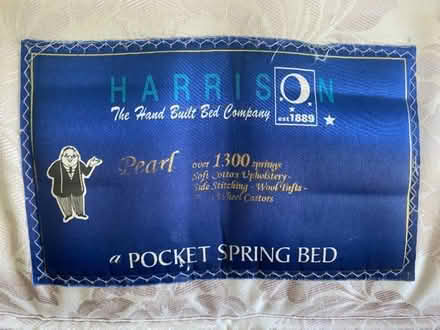 HARRISON
The Hand Built Bed Company
est 1889
Pearl
over 1300 springs
Soft Cotton Upholstery -
Side Stitching - Wool Tufts -
Wheel Castors
a POCKET SPRING BED